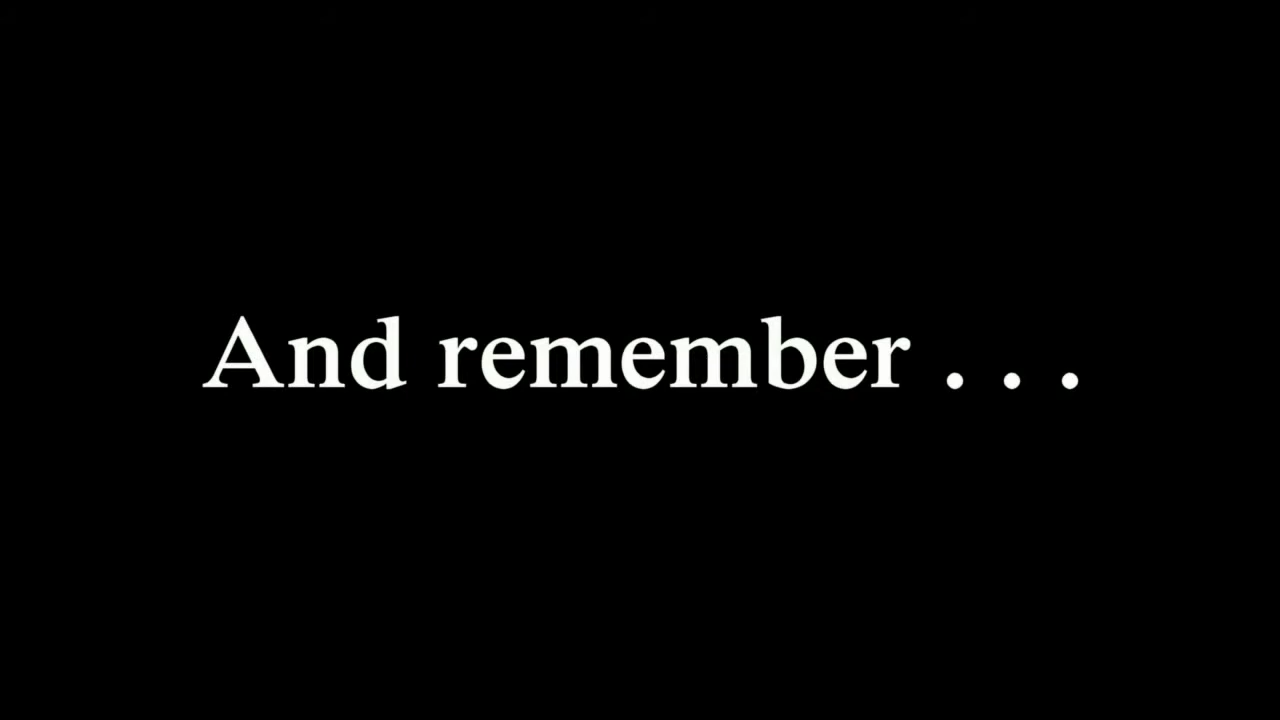 And remember . . .